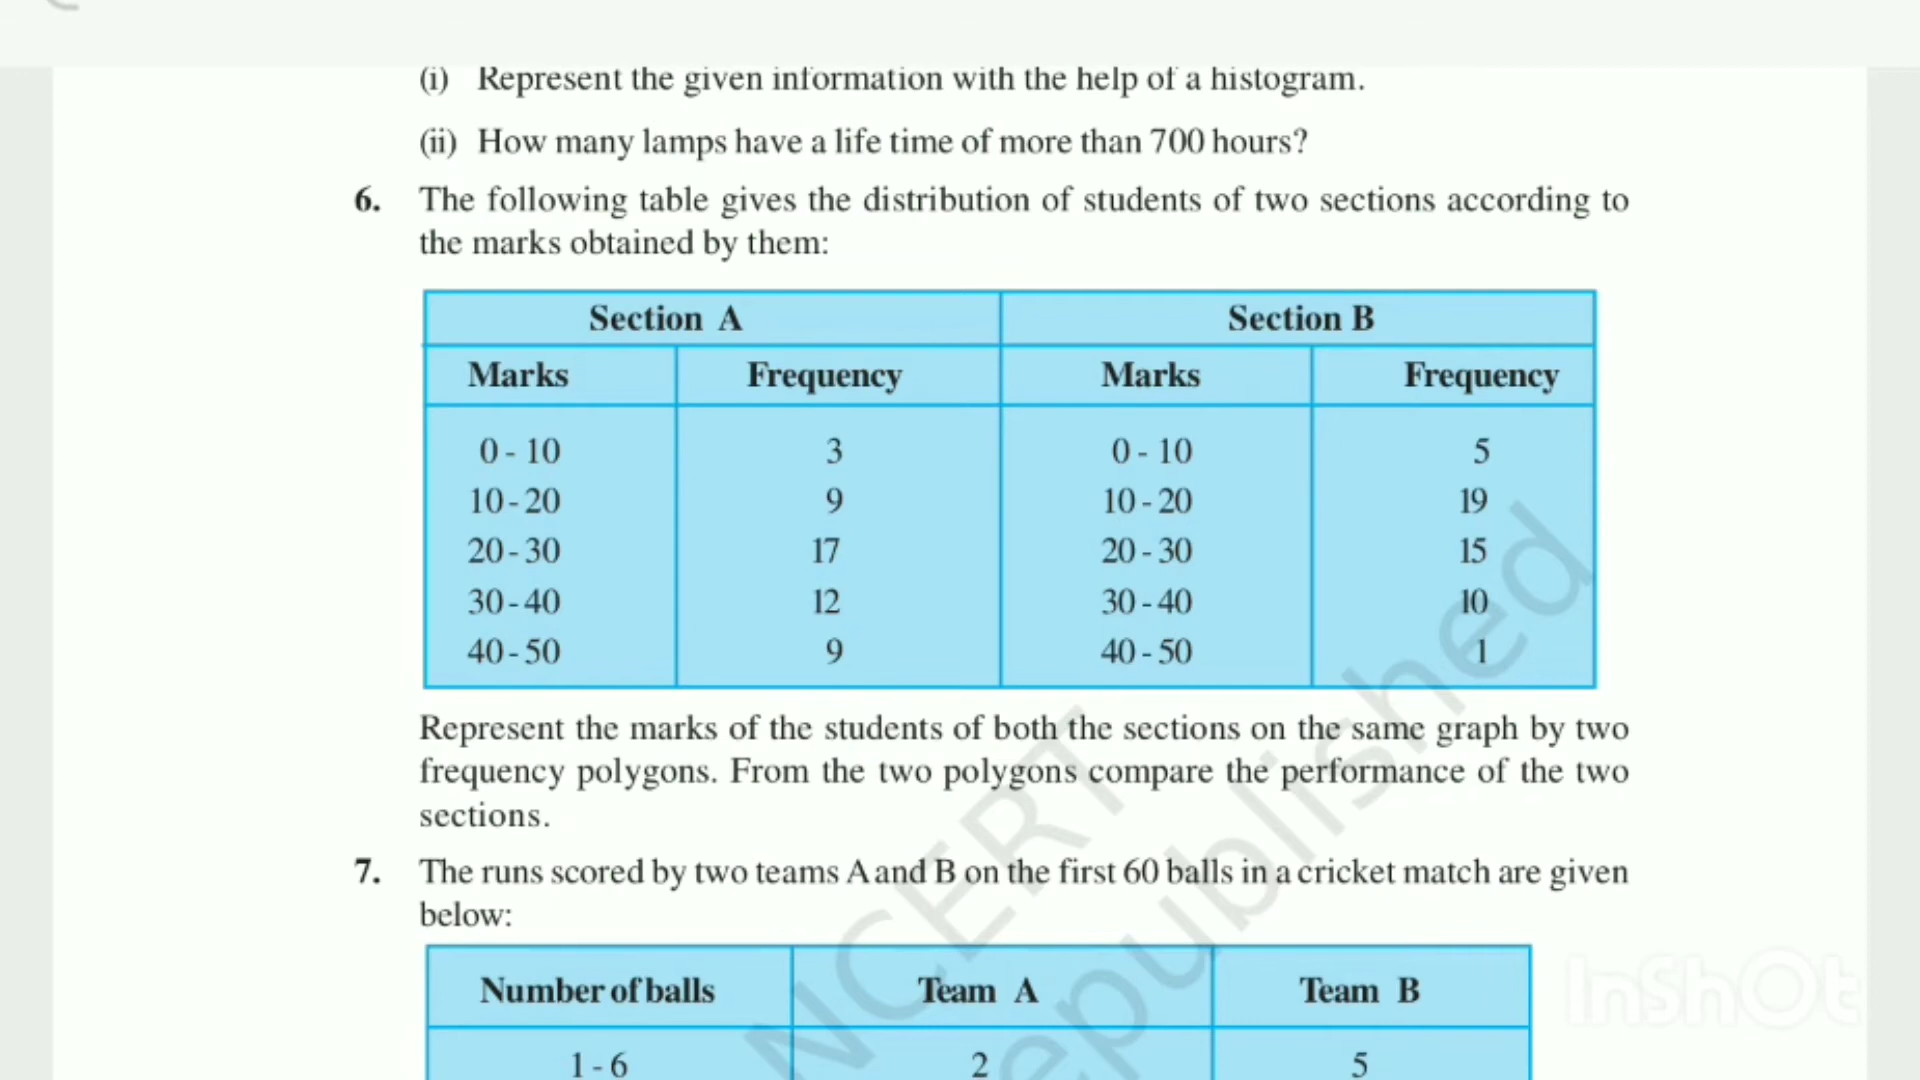 (i) Represent the given information with the help of a histogram.
(ii) How many lamps have a life time of more than 700 hours?
6. The following table gives the distribution of students of two sections according to
the marks obtained by them:
Section A Section B
Marks Frequency Marks Frequency
0 - 10 3 0 - 10 5
10 - 20 9 10 - 20 19
20 - 30 17 20 - 30 15
30 - 40 12 30 - 40 10
40 - 50 9 40 - 50 1
Represent the marks of the students of both the sections on the same graph by two
frequency polygons. From the two polygons compare the performance of the two
sections.
7. The runs scored by two teams A and B on the first 60 balls in a cricket match are given
below:
Number of balls Team A Team B
1 - 6 2 5
NCERT
republished
InShOt